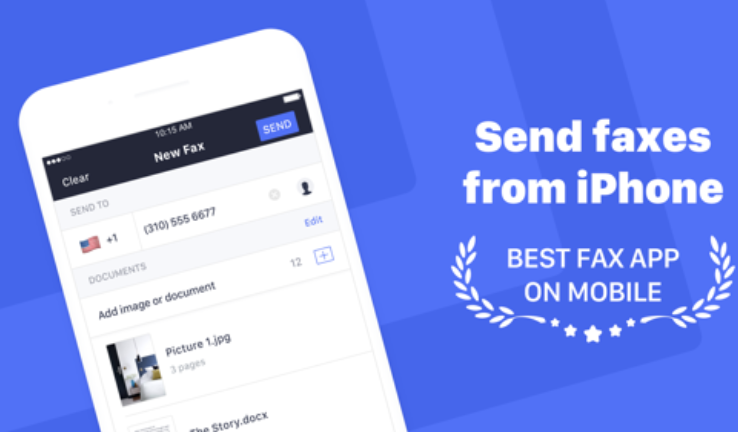 10:15 AM
Clear
New Fax
SEND
SEND TO
+1
(310) 555 6677
DOCUMENTS
Edit
Add image or document
12
Picture 1.jpg
3 pages
The Story.docx
Send faxes
from iPhone
BEST FAX APP
ON MOBILE